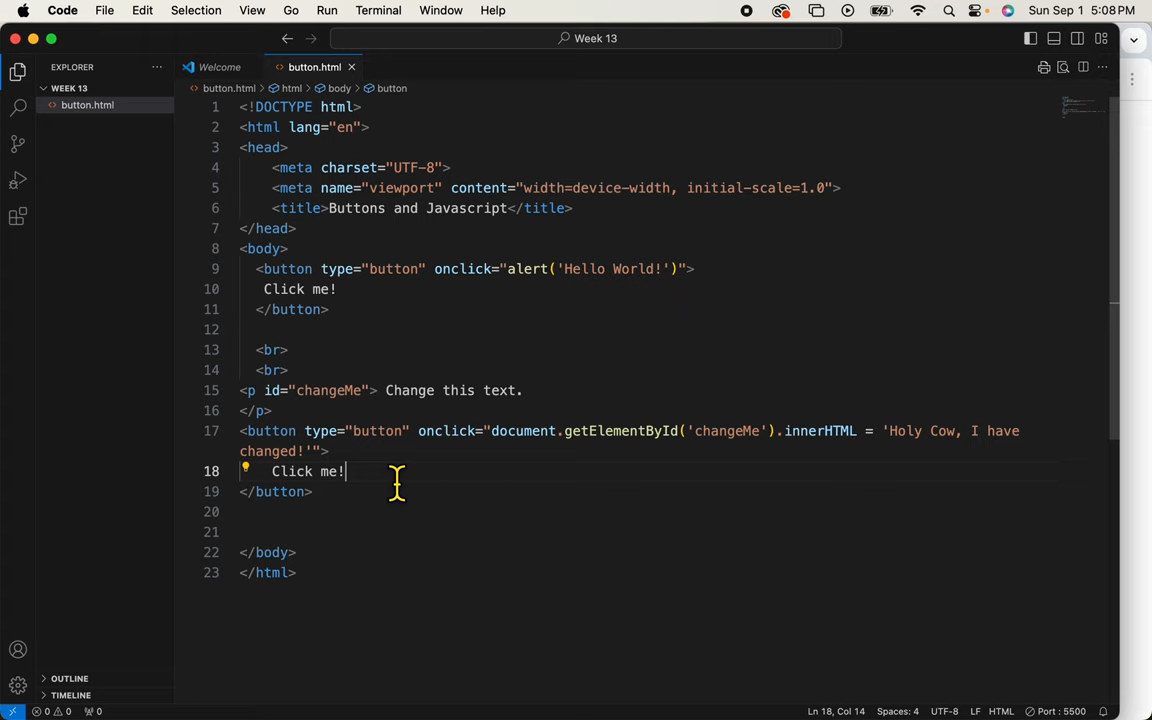 Code File Edit Selection View Go Run Terminal Window Help Sun Sep 1 5:08 PM
Week 13
EXPLORER
WEEK 13
button.html
Welcome button.html
button.html > html > body > button
1 <!DOCTYPE html>
2 <html lang="en">
3 <head>
4 <meta charset="UTF-8">
5 <meta name="viewport" content="width=device-width, initial-scale=1.0">
6 <title>Buttons and Javascript</title>
7 </head>
8 <body>
9 <button type="button" onclick="alert('Hello World!')">
10 Click me!
11 </button>
12
13 <br>
14 <br>
15 <p id="changeMe"> Change this text.
16 </p>
17 <button type="button" onclick="document.getElementById('changeMe').innerHTML = 'Holy Cow, I have
changed!'">
18 Click me!
19 </button>
20
21
22 </body>
23 </html>
OUTLINE
TIMELINE
0 0 0 Ln 18, Col 14 Spaces: 4 UTF-8 LF HTML Port : 5500